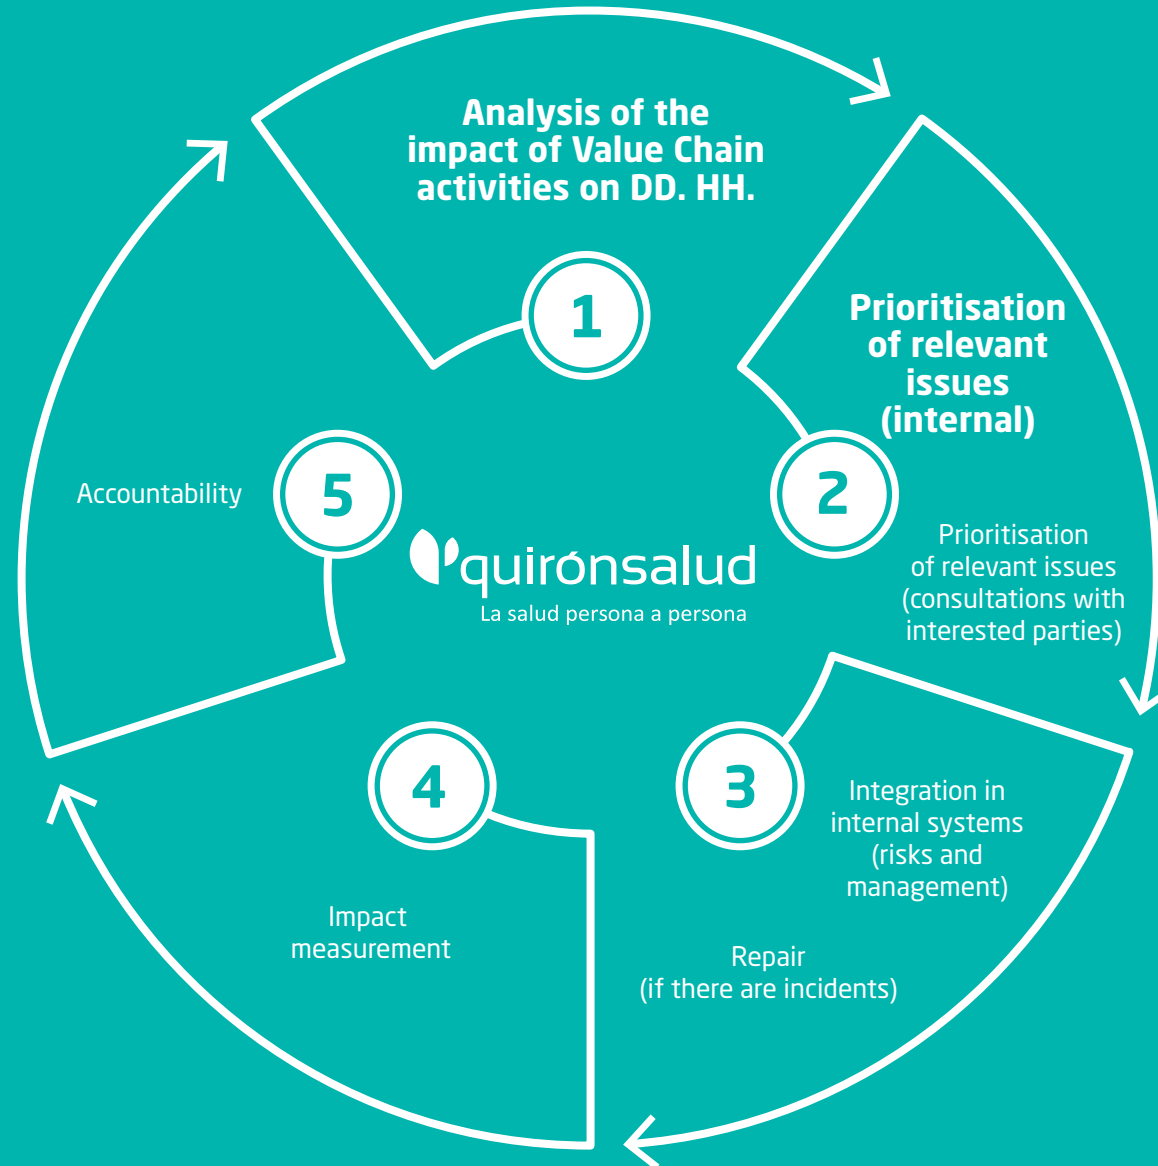 Analysis of the
impact of Value Chain
activities on DD. HH.
1
Prioritisation
of relevant
issues
(internal)
2
Prioritisation
of relevant issues
(consultations with
interested parties)
3
Integration in
internal systems
(risks and
management)
Repair
(if there are incidents)
4
Impact
measurement
5
Accountability
quirónsalud
La salud persona a persona